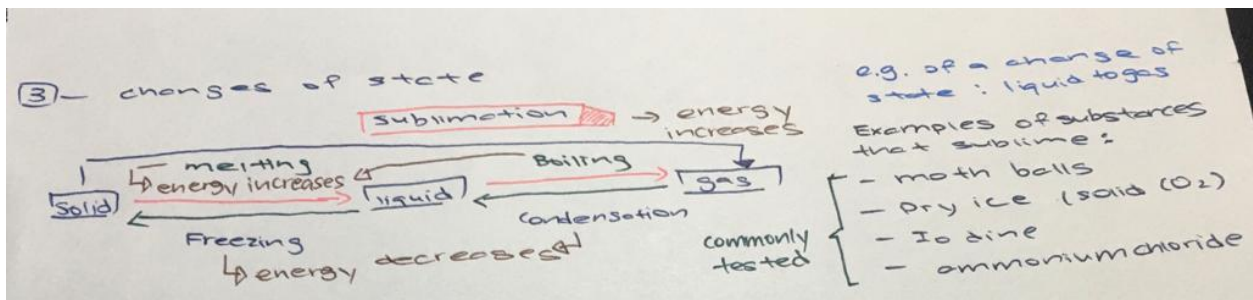 3 - changes of state
sublimation → energy increases
melting
↳ energy increases
Boiling
solid
liquid
gas
Freezing
Condensation
↳ energy decreases
e.g. of a change of
state : liquid to gas
Examples of substances
that sublime :
commonly
tested
- moth balls
- Dry ice (solid CO2)
- Iodine
- ammonium chloride